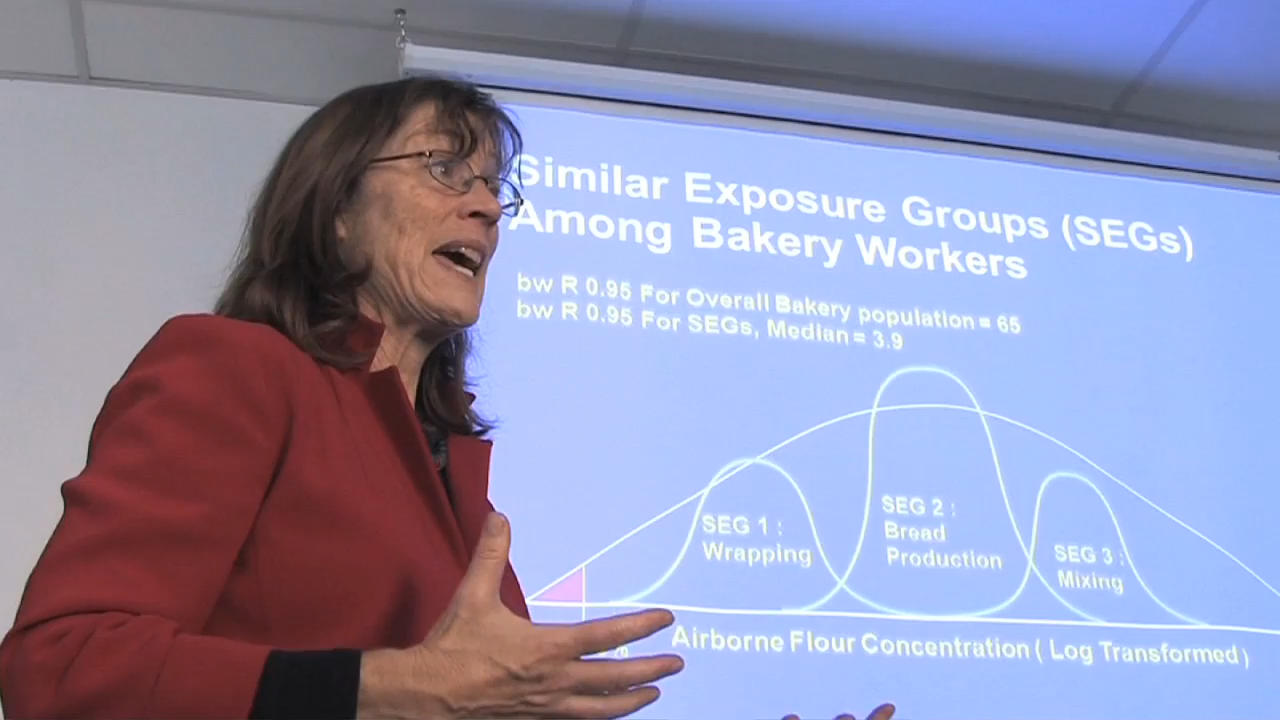 Similar Exposure Groups (SEGs)
Among Bakery Workers
bw R 0.95 For Overall Bakery population = 65
bw R 0.95 For SEGs, Median = 3.9
SEG 1 :
Wrapping
SEG 2 :
Bread
Production
SEG 3 :
Mixing
Airborne Flour Concentration ( Log Transformed )